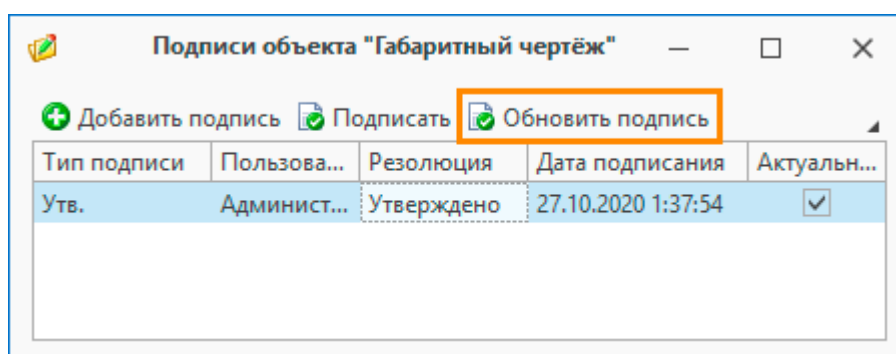 Подписи объекта "Габаритный чертёж"
Добавить подпись Подписать Обновить подпись
Тип подписи Пользова... Резолюция Дата подписания Актуальн...
Утв. Админист... Утверждено 27.10.2020 1:37:54